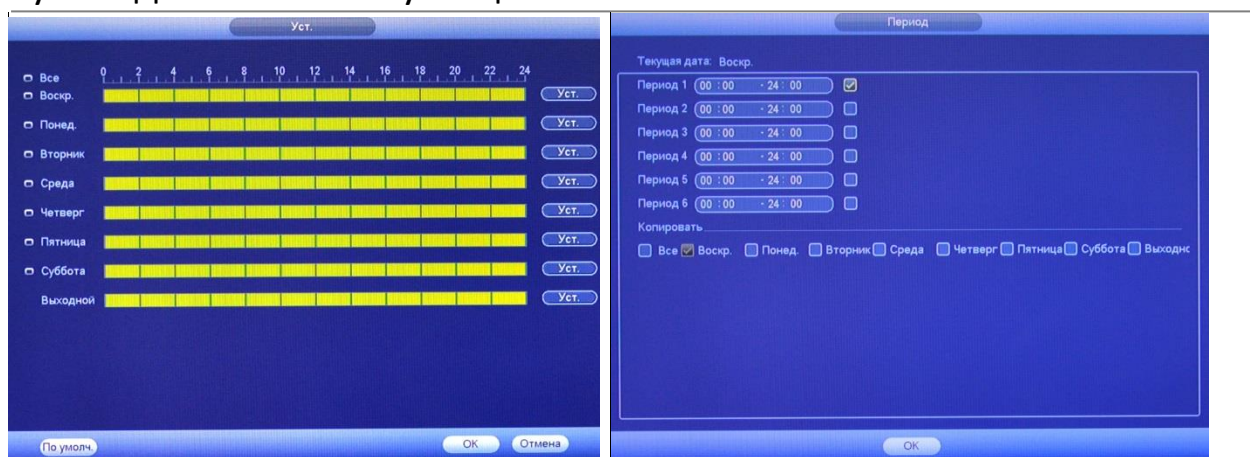 Уст.
Все 0 2 4 6 8 10 12 14 16 18 20 22 24
Воскр. Уст.
Понед. Уст.
Вторник Уст.
Среда Уст.
Четверг Уст.
Пятница Уст.
Суббота Уст.
Выходной Уст.
По умолч. OK Отмена
Период
Текущая дата: Воскр.
Период 1 00 : 00 - 24 : 00
Период 2 00 : 00 - 24 : 00
Период 3 00 : 00 - 24 : 00
Период 4 00 : 00 - 24 : 00
Период 5 00 : 00 - 24 : 00
Период 6 00 : 00 - 24 : 00
Копировать
Все Воскр. Понед. Вторник Среда Четверг Пятница Суббота Выходнс
OK